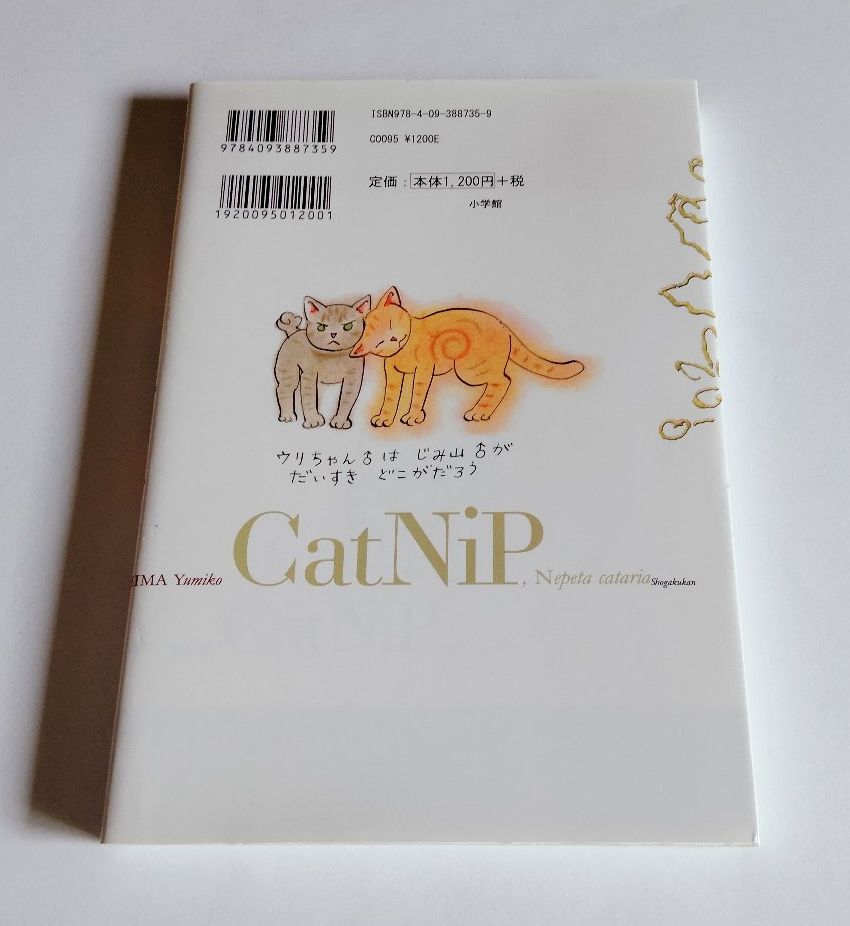 ISBN978-4-09-388735-9
9784093887359
C0095 ¥1200E
定価：本体1,200円＋税
1920095012001
小学館
ウリちゃん♂は じみ山♂が
だいすき どこがだろう
IMA Yumiko CatNiP, Nepeta cataria Shogakukan